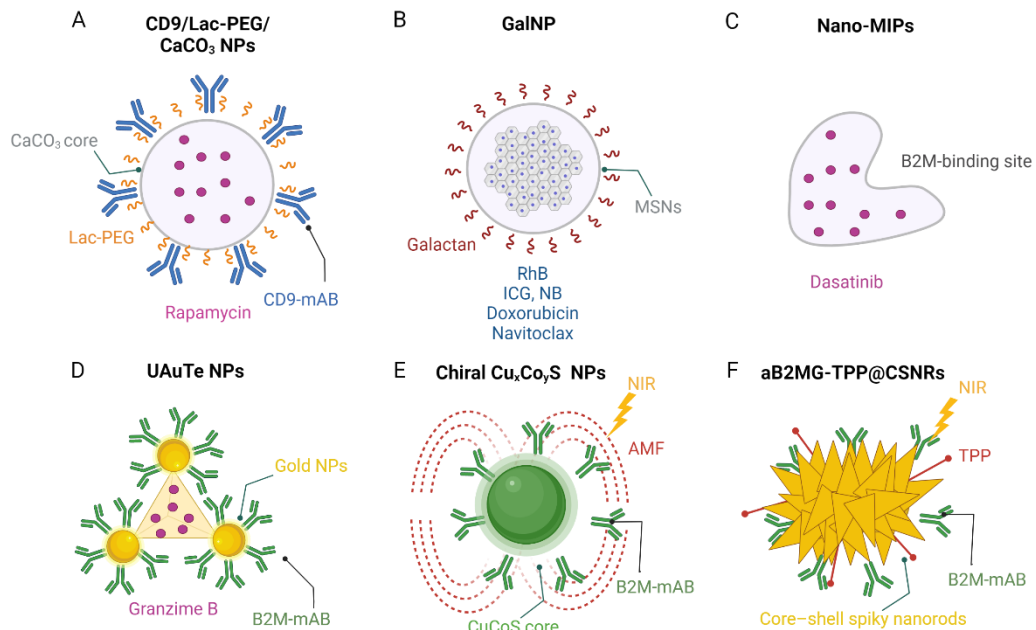 A
CD9/Lac-PEG/
CaCO₃ NPs
CaCO₃ core
Lac-PEG
CD9-mAB
Rapamycin
B
GalNP
MSNs
Galactan
RhB
ICG, NB
Doxorubicin
Navitoclax
C
Nano-MIPs
B2M-binding site
Dasatinib
D
UAuTe NPs
Gold NPs
Granzime B
B2M-mAB
E
Chiral CuₓCoᵧS NPs
NIR
AMF
B2M-mAB
CuCoS core
F
aB2MG-TPP@CSNRs
NIR
TPP
B2M-mAB
Core–shell spiky nanorods